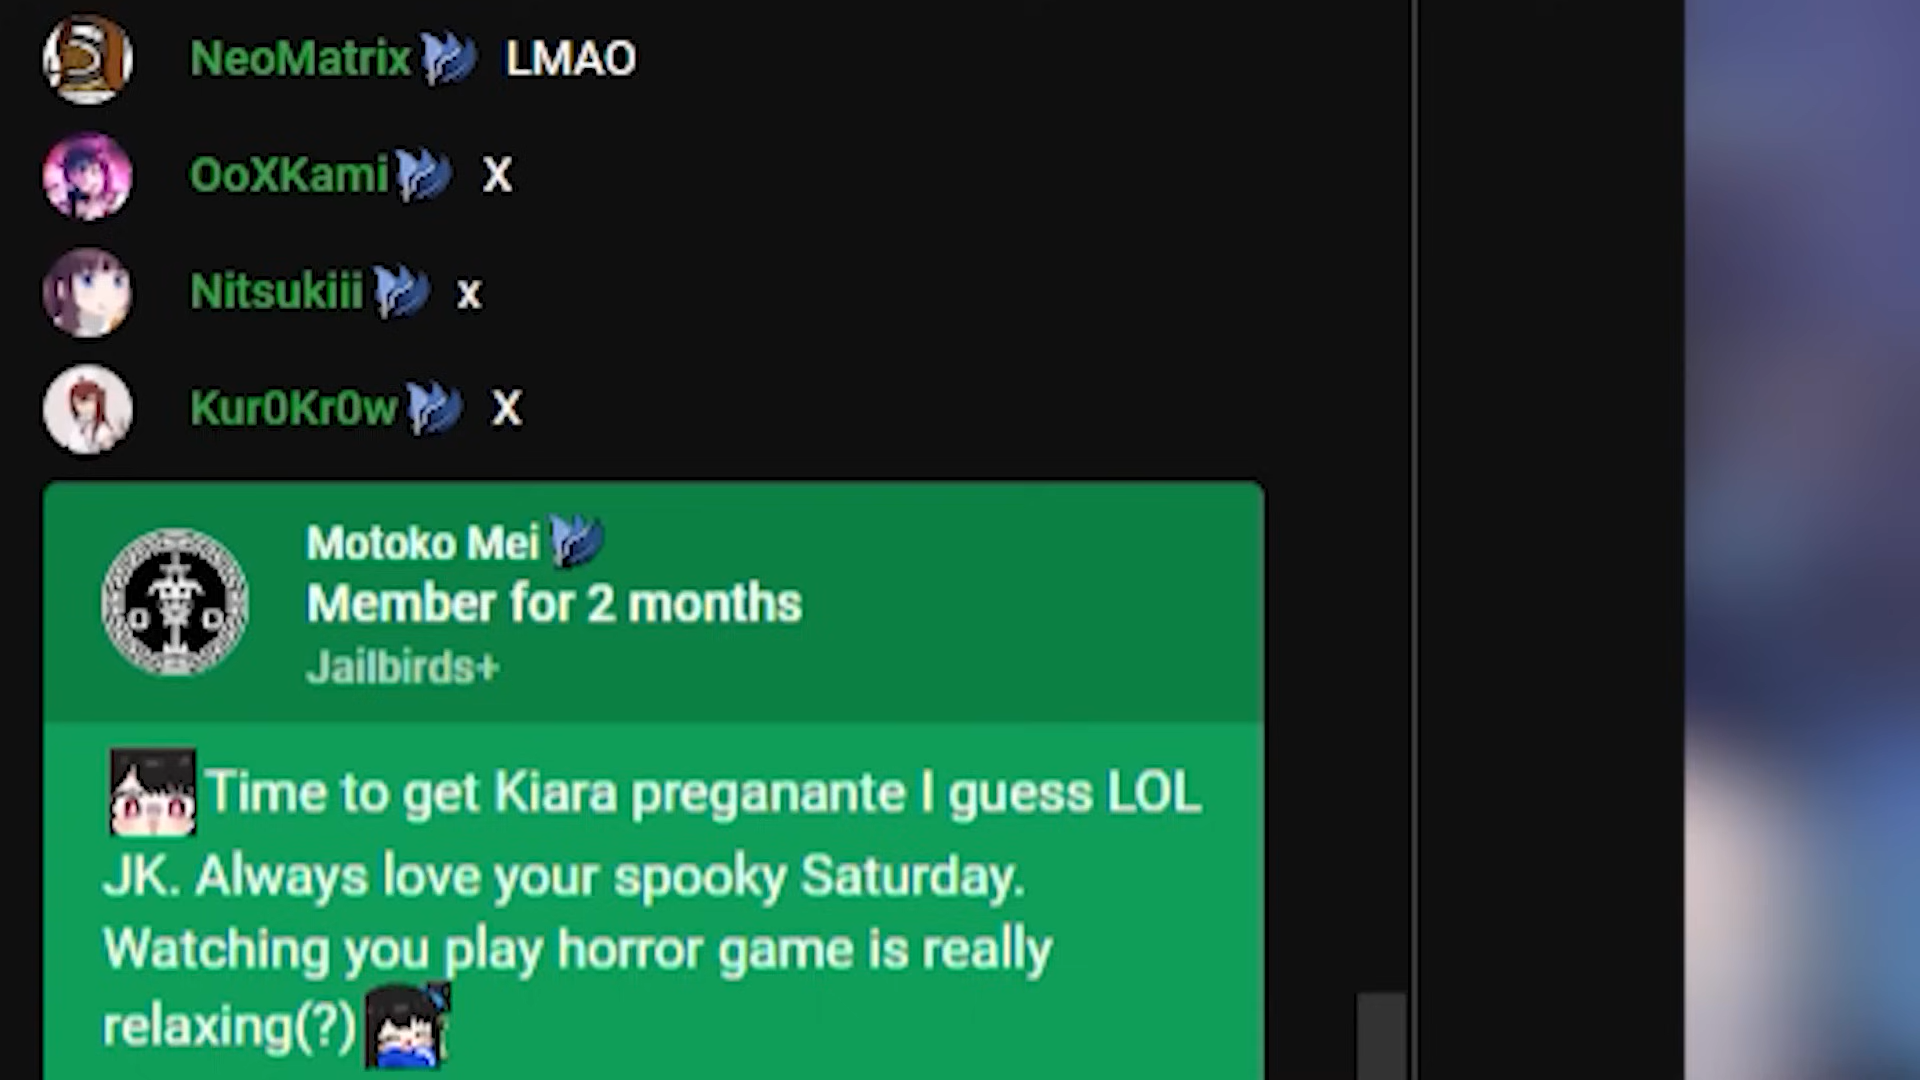 NeoMatrix LMAO
OoXKami X
Nitsukiii x
Kur0Kr0w X
Motoko Mei
Member for 2 months
Jailbirds+
Time to get Kiara preganante I guess LOL
JK. Always love your spooky Saturday.
Watching you play horror game is really
relaxing(?)